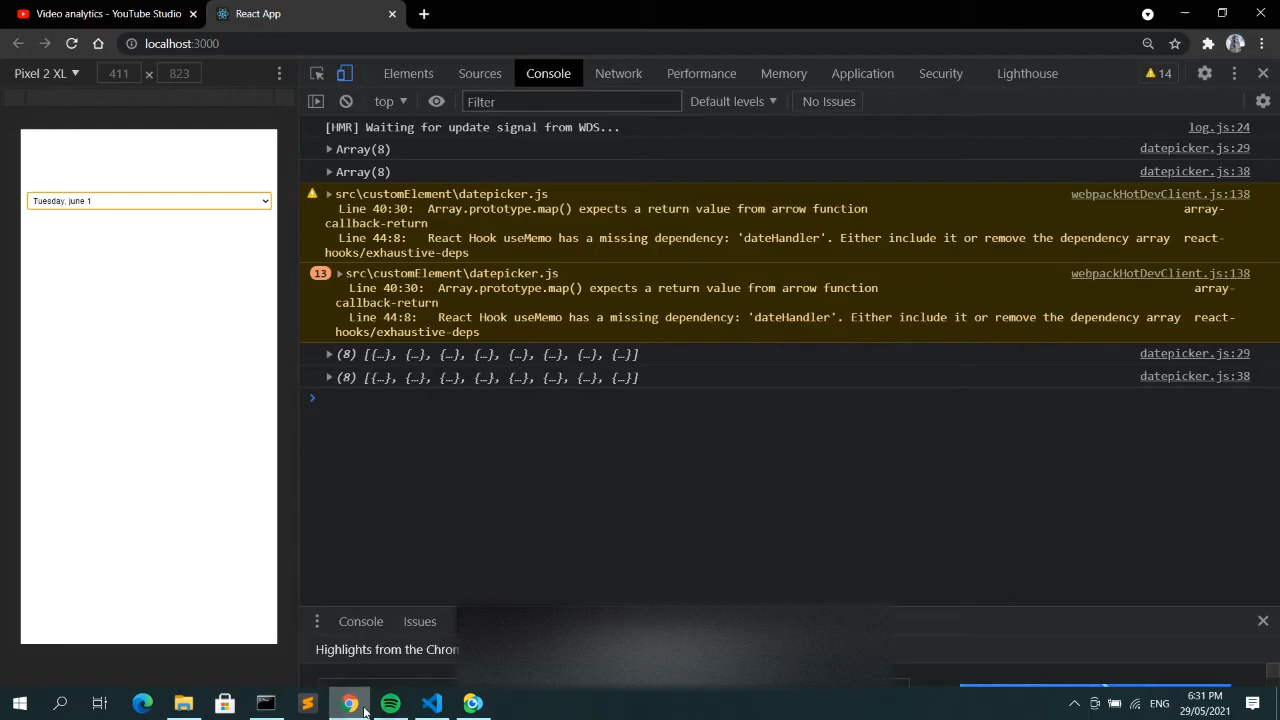 Video analytics - YouTube Studio
React App
localhost:3000
Pixel 2 XL ▼ 411 × 823
Elements Sources Console Network Performance Memory Application Security Lighthouse 14
top ▼ Filter Default levels ▼ No Issues
[HMR] Waiting for update signal from WDS... log.js:24
Array(8) datepicker.js:29
Array(8) datepicker.js:38
src\customElement\datepicker.js webpackHotDevClient.js:138
Line 40:30: Array.prototype.map() expects a return value from arrow function array-
callback-return
Line 44:8: React Hook useMemo has a missing dependency: 'dateHandler'. Either include it or remove the dependency array react-
hooks/exhaustive-deps
13 src\customElement\datepicker.js webpackHotDevClient.js:138
Line 40:30: Array.prototype.map() expects a return value from arrow function array-
callback-return
Line 44:8: React Hook useMemo has a missing dependency: 'dateHandler'. Either include it or remove the dependency array react-
hooks/exhaustive-deps
(8) [{…}, {…}, {…}, {…}, {…}, {…}, {…}, {…}] datepicker.js:29
(8) [{…}, {…}, {…}, {…}, {…}, {…}, {…}, {…}] datepicker.js:38
Tuesday, june 1
Console Issues
Highlights from the Chron
ENG
6:31 PM
29/05/2021